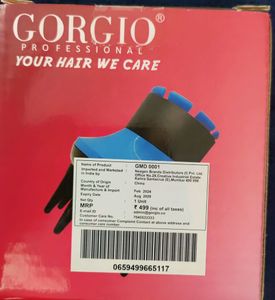 GORGIO
PROFESSIONAL
YOUR HAIR WE CARE
Name of Product GMD 0001
Imported and Marketed in India by
Country of Origin China
Month & Year of Manufacture & Import Feb 2024
Expiry Date
Net Qty 1 Unit
MRP ₹ 499 (inc of all taxes)
E-mail ID
Customer Care No.
In case of consumer Complaint Contact at above address and consumer care number
0659499665117